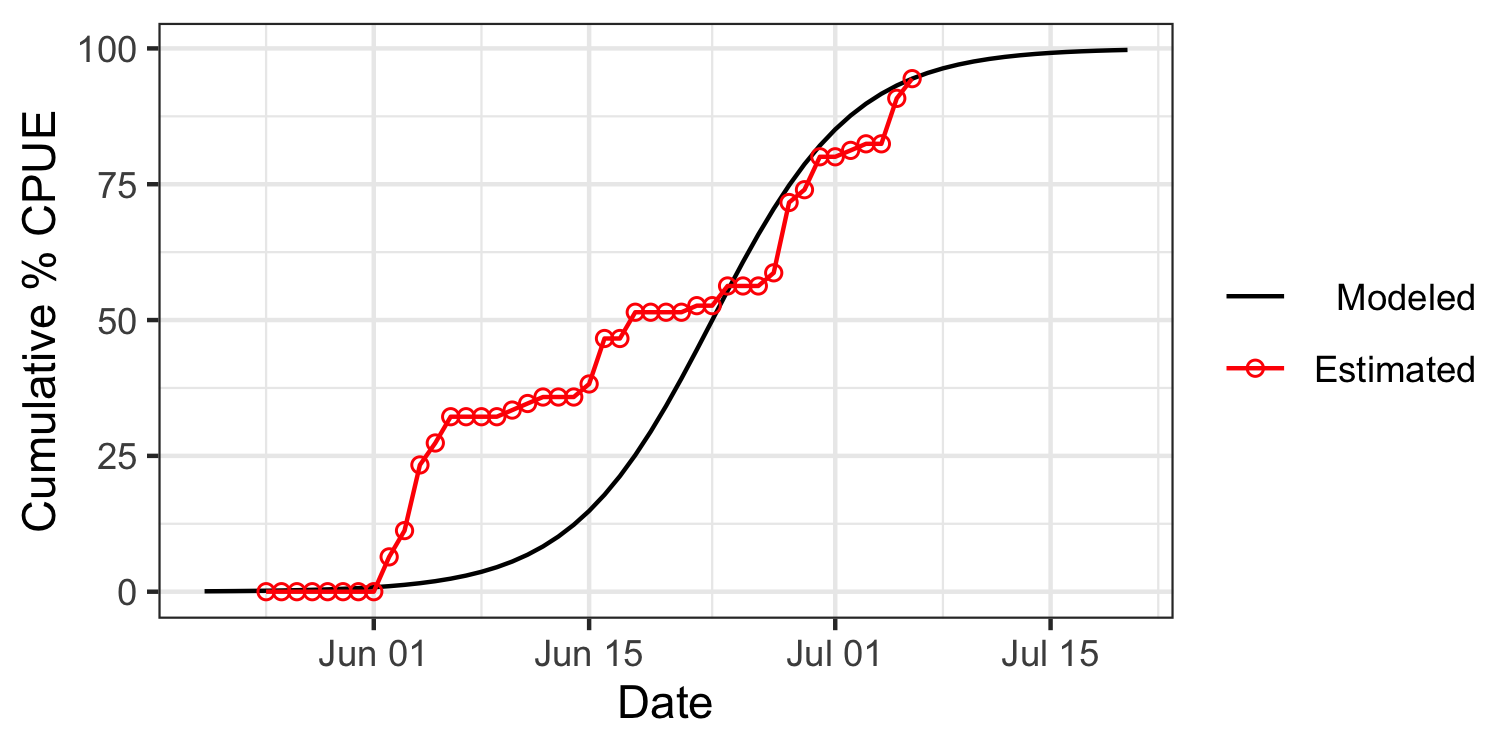 Cumulative % CPUE
100
75
50
25
0
Jun 01
Jun 15
Jul 01
Jul 15
Date
Modeled
Estimated